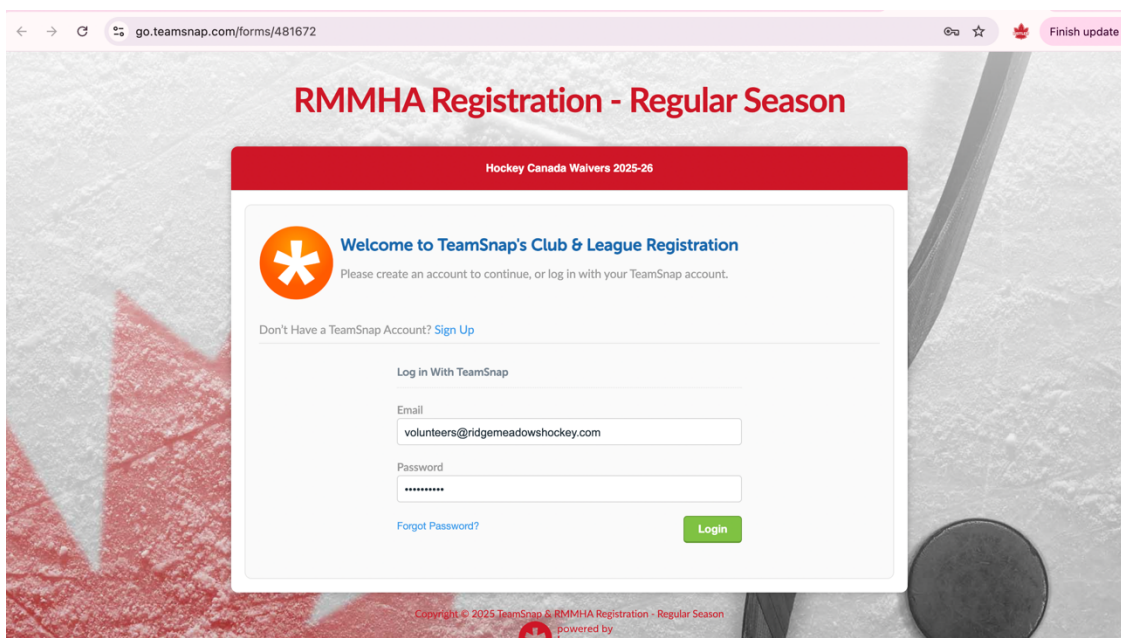 go.teamsnap.com/forms/481672
Finish update
RMMHA Registration - Regular Season
Hockey Canada Waivers 2025-26
Welcome to TeamSnap's Club & League Registration
Please create an account to continue, or log in with your TeamSnap account.
Don't Have a TeamSnap Account? Sign Up
Log in With TeamSnap
Email
volunteers@ridgemeadowshockey.com
Password
••••••••••
Forgot Password?
Login
Copyright © 2025 TeamSnap & RMMHA Registration - Regular Season
powered by